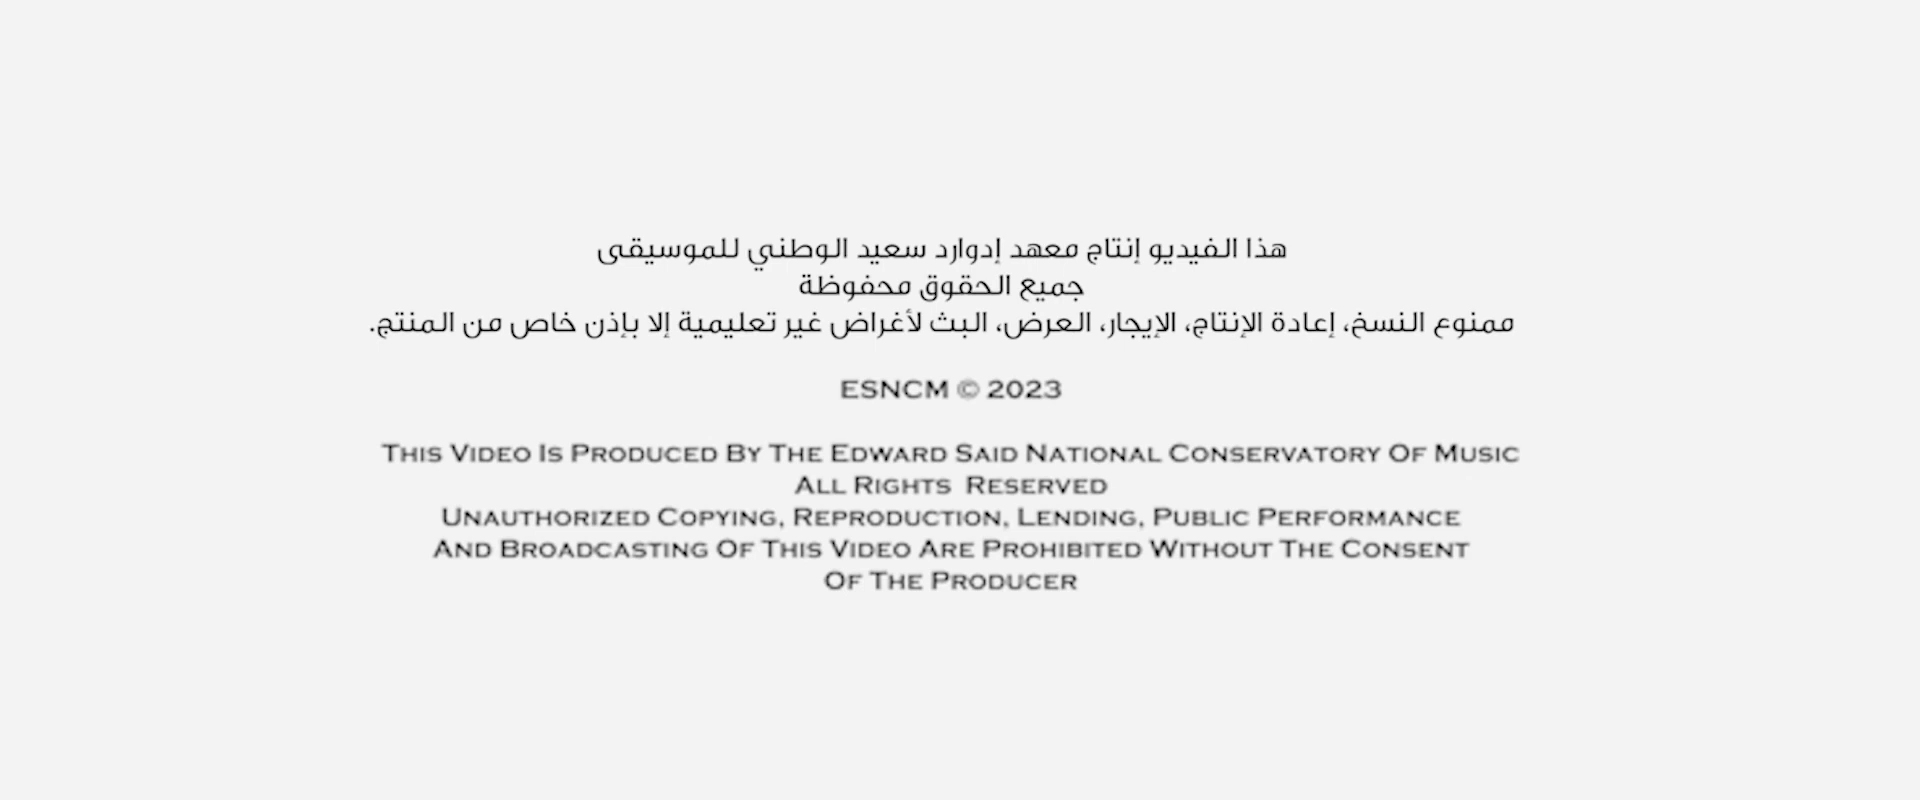 هذا الفيديو إنتاج معهد إدوارد سعيد الوطني للموسيقى
جميع الحقوق محفوظة
ممنوع النسخ، إعادة الإنتاج، الإيجار، العرض، البث لأغراض غير تعليمية إلا بإذن خاص من المنتج.
ESNCM © 2023
This Video Is Produced By The Edward Said National Conservatory Of Music
All Rights  Reserved
Unauthorized Copying, Reproduction, Lending, Public Performance
And Broadcasting Of This Video Are Prohibited Without The Consent
Of The Producer